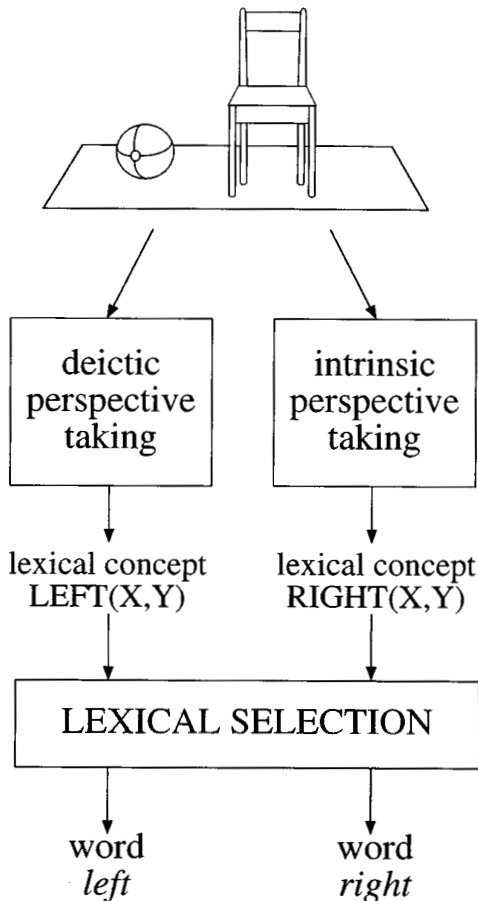 deictic
perspective
taking
intrinsic
perspective
taking
lexical concept
LEFT(X,Y)
lexical concept
RIGHT(X,Y)
LEXICAL SELECTION
word
left
word
right